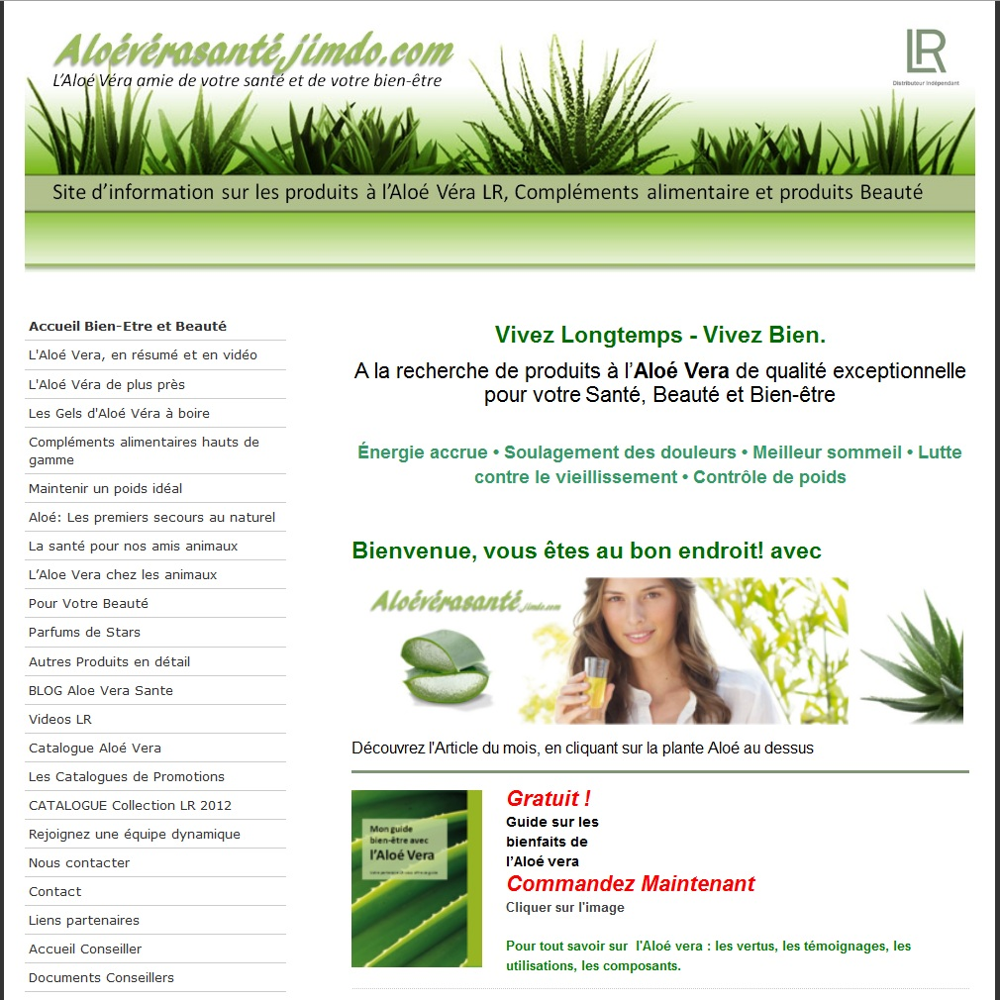 Aloévérasanté.jimdo.com
L'Aloé Véra amie de votre santé et de votre bien-être
LR
Distributeur Indépendant
Site d'information sur les produits à l'Aloé Véra LR, Compléments alimentaire et produits Beauté
Accueil Bien-Etre et Beauté
L'Aloé Vera, en résumé et en vidéo
L'Aloé Véra de plus près
Les Gels d'Aloé Véra à boire
Compléments alimentaires hauts de
gamme
Maintenir un poids idéal
Aloé: Les premiers secours au naturel
La santé pour nos amis animaux
L’Aloe Vera chez les animaux
Pour Votre Beauté
Parfums de Stars
Autres Produits en détail
BLOG Aloe Vera Sante
Videos LR
Catalogue Aloé Vera
Les Catalogues de Promotions
CATALOGUE Collection LR 2012
Rejoignez une équipe dynamique
Nous contacter
Contact
Liens partenaires
Accueil Conseiller
Documents Conseillers
Vivez Longtemps - Vivez Bien.
A la recherche de produits à l’Aloé Vera de qualité exceptionnelle
pour votre Santé, Beauté et Bien-être
Énergie accrue • Soulagement des douleurs • Meilleur sommeil • Lutte
contre le vieillissement • Contrôle de poids
Bienvenue, vous êtes au bon endroit! avec
Aloévérasanté.jimdo.com
Découvrez l'Article du mois, en cliquant sur la plante Aloé au dessus
Mon guide
bien-être avec
l'Aloé Vera
Gratuit !
Guide sur les
bienfaits de
l’Aloé vera
Commandez Maintenant
Cliquer sur l'image
Pour tout savoir sur l'Aloé vera : les vertus, les témoignages, les
utilisations, les composants.